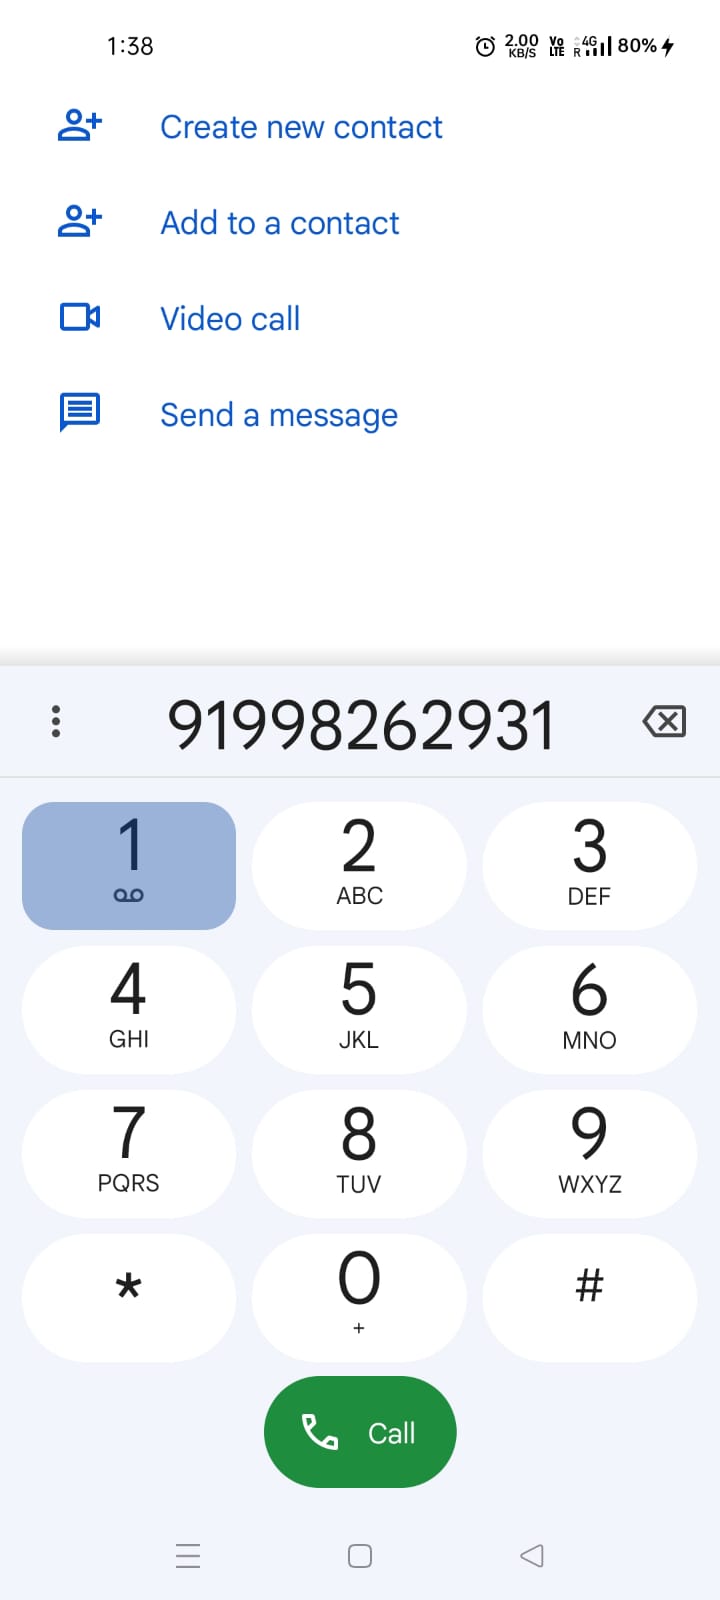 1:38
2.00 KB/S Vo LTE R 4G 80%
Create new contact
Add to a contact
Video call
Send a message
91998262931
1 2 3
ABC DEF
4 5 6
GHI JKL MNO
7 8 9
PQRS TUV WXYZ
* 0 #
+
Call